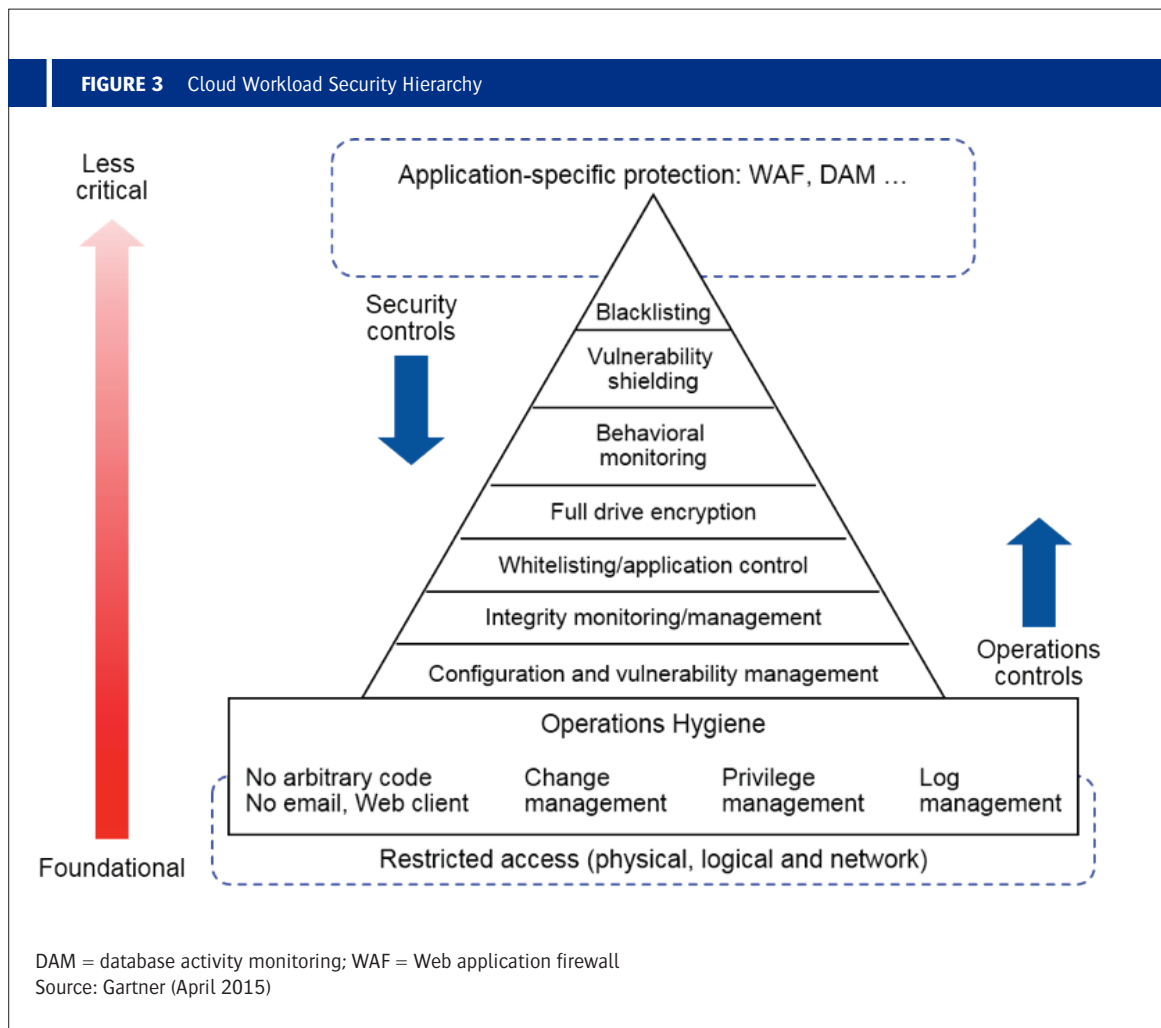 FIGURE 3 Cloud Workload Security Hierarchy
Less
critical
Application-specific protection: WAF, DAM ...
Security
controls
Blacklisting
Vulnerability
shielding
Behavioral
monitoring
Full drive encryption
Whitelisting/application control
Integrity monitoring/management
Configuration and vulnerability management
Operations
controls
Operations Hygiene
No arbitrary code
No email, Web client
Change
management
Privilege
management
Log
management
Foundational
Restricted access (physical, logical and network)
DAM = database activity monitoring; WAF = Web application firewall
Source: Gartner (April 2015)